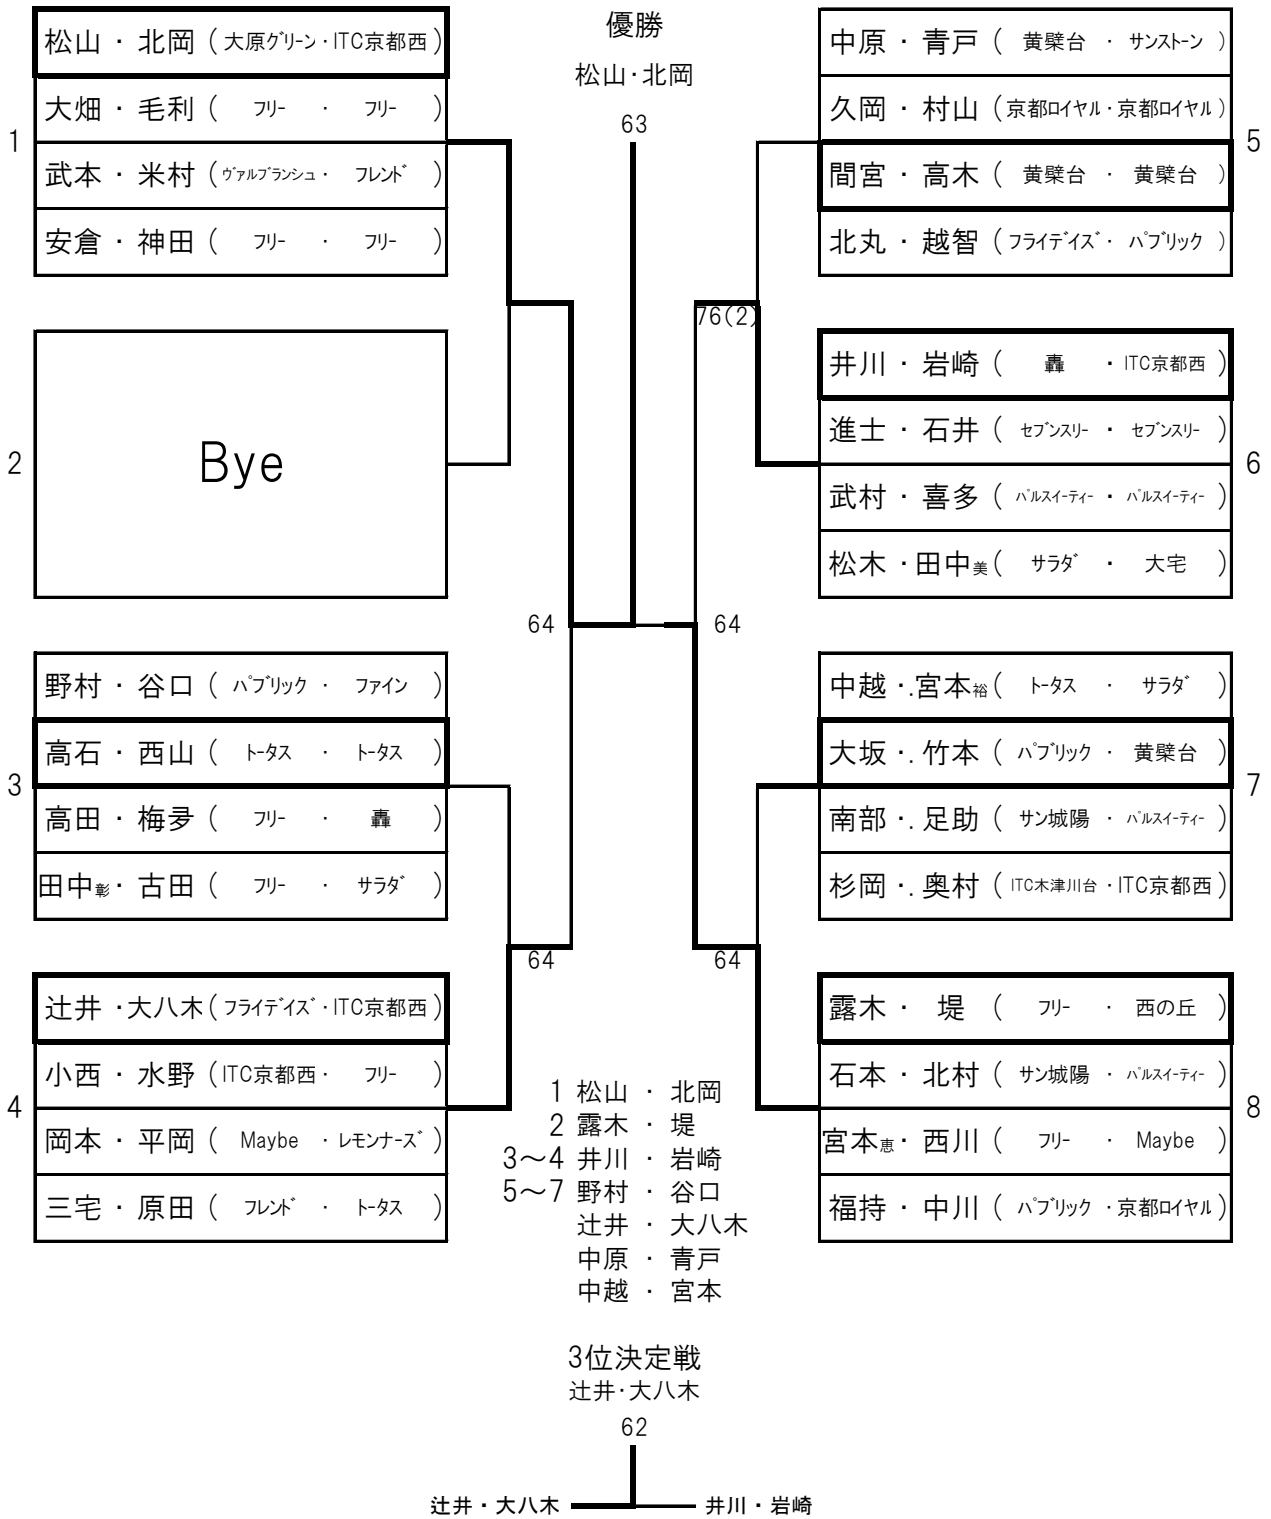 優勝
松山・北岡
63
1
松山 ・ 北岡 ( 大原グリーン ・ ITC京都西 )
大畑 ・ 毛利 ( フリー ・ フリー )
武本 ・ 米村 ( ヴァルブランシュ ・ フレンド )
安倉 ・ 神田 ( フリー ・ フリー )
2
Bye
3
野村 ・ 谷口 ( パブリック ・ ファイン )
高石 ・ 西山 ( トータス ・ トータス )
高田 ・ 梅夛 ( フリー ・ 轟 )
田中彰 ・ 古田 ( フリー ・ サラダ )
4
辻井 ・ 大八木 ( フライデイズ ・ ITC京都西 )
小西 ・ 水野 ( ITC京都西 ・ フリー )
岡本 ・ 平岡 ( Maybe ・ レモンナーズ )
三宅 ・ 原田 ( フレンド ・ トータス )
64
64
5
中原 ・ 青戸 ( 黄檗台 ・ サンストーン )
久岡 ・ 村山 ( 京都ロイヤル ・ 京都ロイヤル )
間宮 ・ 高木 ( 黄檗台 ・ 黄檗台 )
北丸 ・ 越智 ( フライデイズ ・ パブリック )
6
井川 ・ 岩崎 ( 轟 ・ ITC京都西 )
進士 ・ 石井 ( セブンスリー ・ セブンスリー )
武村 ・ 喜多 ( パルスイーティー ・ パルスイーティー )
松木 ・ 田中美 ( サラダ ・ 大宅 )
7
中越 ・. 宮本裕 ( トータス ・ サラダ )
大坂 ・. 竹本 ( パブリック ・ 黄檗台 )
南部 ・. 足助 ( サン城陽 ・ パルスイーティー )
杉岡 ・. 奥村 ( ITC木津川台 ・ ITC京都西 )
8
露木 ・ 堤 ( フリー ・ 西の丘 )
石本 ・ 北村 ( サン城陽 ・ パルスイーティー )
宮本恵 ・ 西川 ( フリー ・ Maybe )
福持 ・ 中川 ( パブリック ・ 京都ロイヤル )
76(2)
64
64
1 松山 ・ 北岡
2 露木 ・ 堤
3～4 井川 ・ 岩崎
5～7 野村 ・ 谷口
辻井 ・ 大八木
中原 ・ 青戸
中越 ・ 宮本
3位決定戦
辻井・大八木
62
辻井・大八木
井川・岩崎